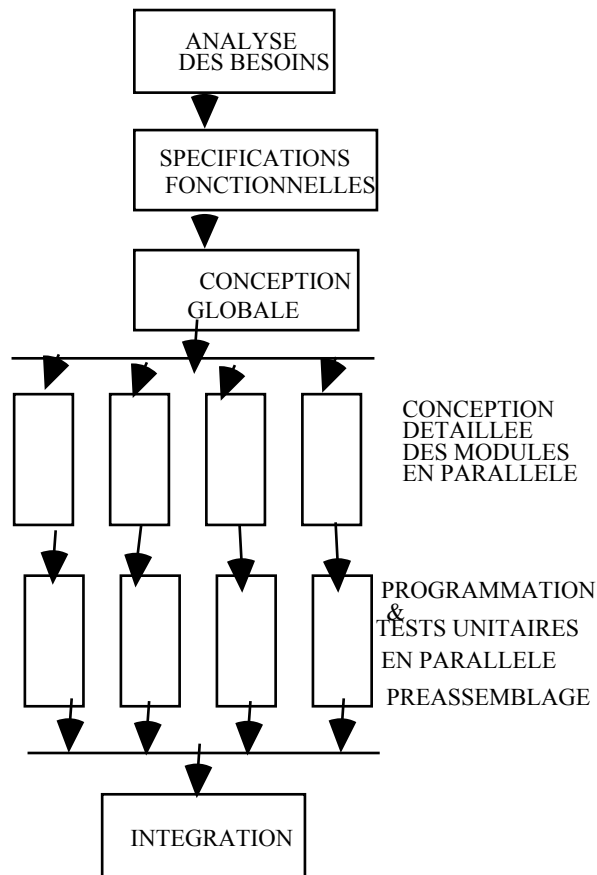 ANALYSE
DES BESOINS
SPECIFICATIONS
FONCTIONNELLES
CONCEPTION
GLOBALE
CONCEPTION
DETAILLEE
DES MODULES
EN PARALLELE
PROGRAMMATION
&
TESTS UNITAIRES
EN PARALLELE
PREASSEMBLAGE
INTEGRATION